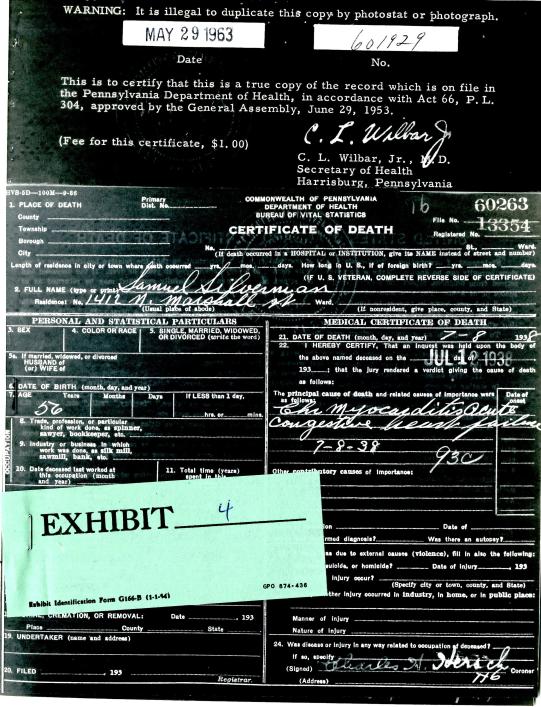 WARNING: It is illegal to duplicate this copy by photostat or photograph.
MAY 29 1963
601929
Date
No.
This is to certify that this is a true copy of the record which is on file in
the Pennsylvania Department of Health, in accordance with Act 66, P. L.
304, approved by the General Assembly, June 29, 1953.
(Fee for this certificate, $1.00)
C. L. Wilbar Jr
C. L. Wilbar, Jr., M.D.
Secretary of Health
Harrisburg, Pennsylvania
HVS-5D—100M—9-56
1. PLACE OF DEATH
Primary
Dist. No.
COMMONWEALTH OF PENNSYLVANIA
DEPARTMENT OF HEALTH
BUREAU OF VITAL STATISTICS
16
60263
File No.
County
Township
CERTIFICATE OF DEATH
13354
Registered No.
Borough
City
No.
St.,
Ward.
(If death occurred in a HOSPITAL or INSTITUTION, give its NAME instead of street and number)
Length of residence in city or town where death occurred yrs. mos. days. How long in U. S., if of foreign birth? yrs. mos. days.
(IF U. S. VETERAN, COMPLETE REVERSE SIDE OF CERTIFICATE)
2. FULL NAME (type or print) Samuel Silverman
Residence: No. 1412 N. Marshall St Ward.
(Usual place of abode)
(If nonresident, give place, county, and State)
PERSONAL AND STATISTICAL PARTICULARS
3. SEX
4. COLOR OR RACE
5. SINGLE, MARRIED, WIDOWED,
OR DIVORCED (write the word)
5a. If married, widowed, or divorced
HUSBAND of
(or) WIFE of
6. DATE OF BIRTH (month, day, and year)
7. AGE Years Months Days
If LESS than 1 day,
hrs. or mins.
56
OCCUPATION
8. Trade, profession, or particular
kind of work done, as spinner,
sawyer, bookkeeper, etc.
9. Industry or business in which
work was done, as silk mill,
sawmill, bank, etc.
10. Date deceased last worked at
this occupation (month
and year)
11. Total time (years)
spent in this
EXHIBIT 4
GPO 874-436
Exhibit Identification Form G166-B (1-1-64)
CREMATION, OR REMOVAL: Date 193
Place County State
19. UNDERTAKER (name and address)
20. FILED 193
Registrar.
MEDICAL CERTIFICATE OF DEATH
21. DATE OF DEATH (month, day, and year) 7-8 1938
22. I HEREBY CERTIFY, That an inquest was held upon the body of
the above named deceased on the
JUL 12 1938
193 ; that the jury rendered a verdict giving the cause of death
as follows:
The principal cause of death and related causes of importance were
as follows:
Date of
onset
Chr Myocarditis Acute
Congestive heart failure
7-8-38
93C
Other contributory causes of importance:
Date of
rmed diagnosis? Was there an autopsy?
as due to external causes (violence), fill in also the following:
suicide, or homicide? Date of injury 193
injury occur?
(Specify city or town, county, and State)
ther injury occurred in industry, in home, or in public place:
Manner of injury
Nature of injury
24. Was disease or injury in any way related to occupation of deceased?
If so, specify
(Signed) Charles H. Hersch Coroner
(Address)